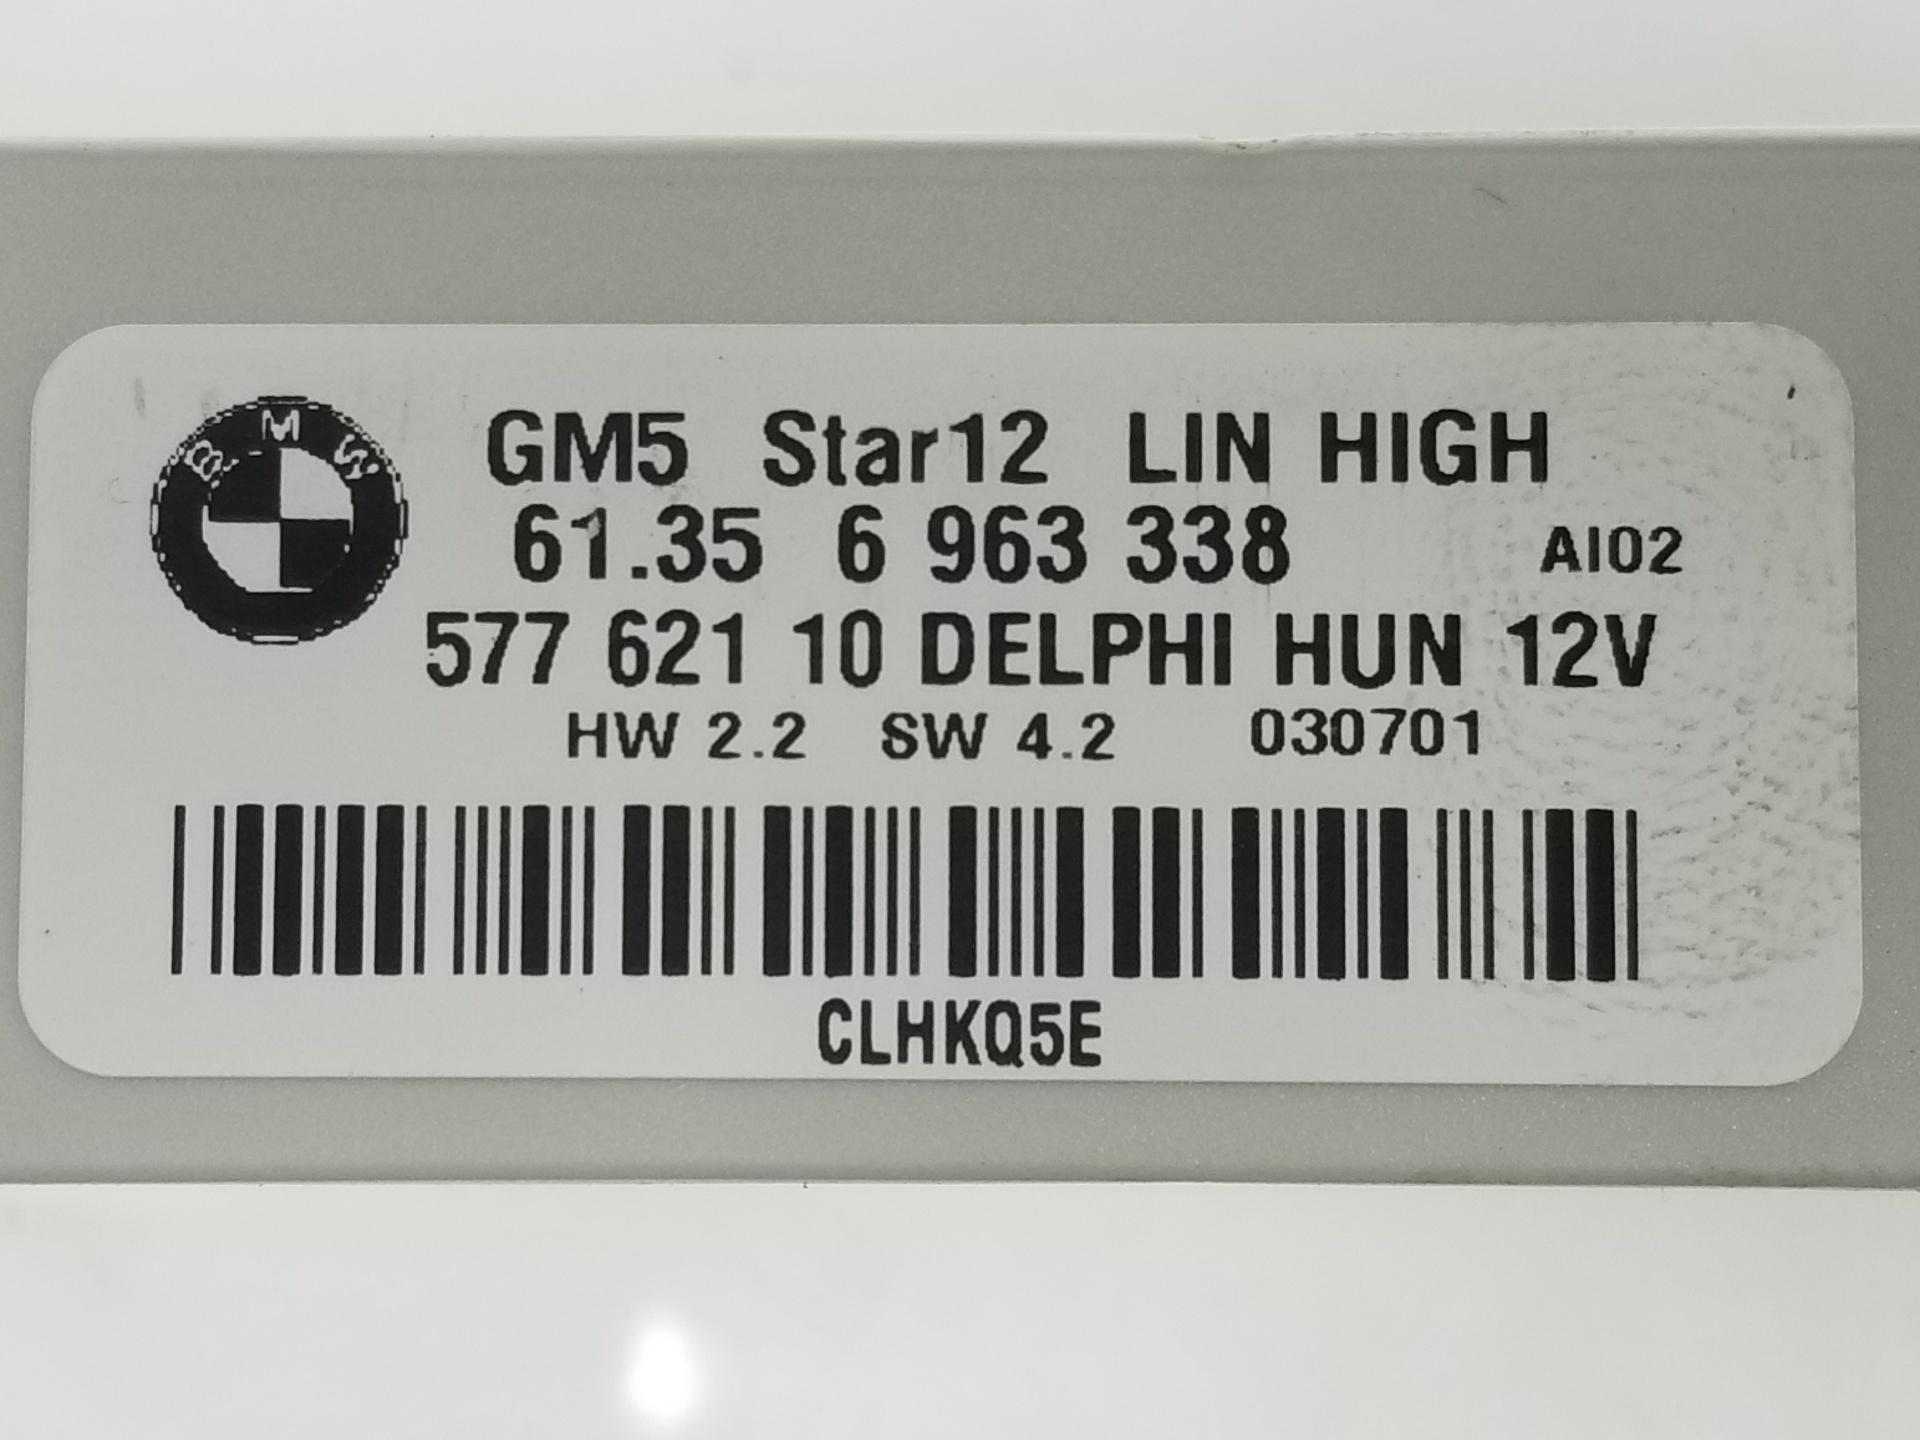 BMW
GM5 Star12 LIN HIGH
61.35 6 963 338 AI02
577 621 10 DELPHI HUN 12V
HW 2.2 SW 4.2 030701
CLHKQ5E